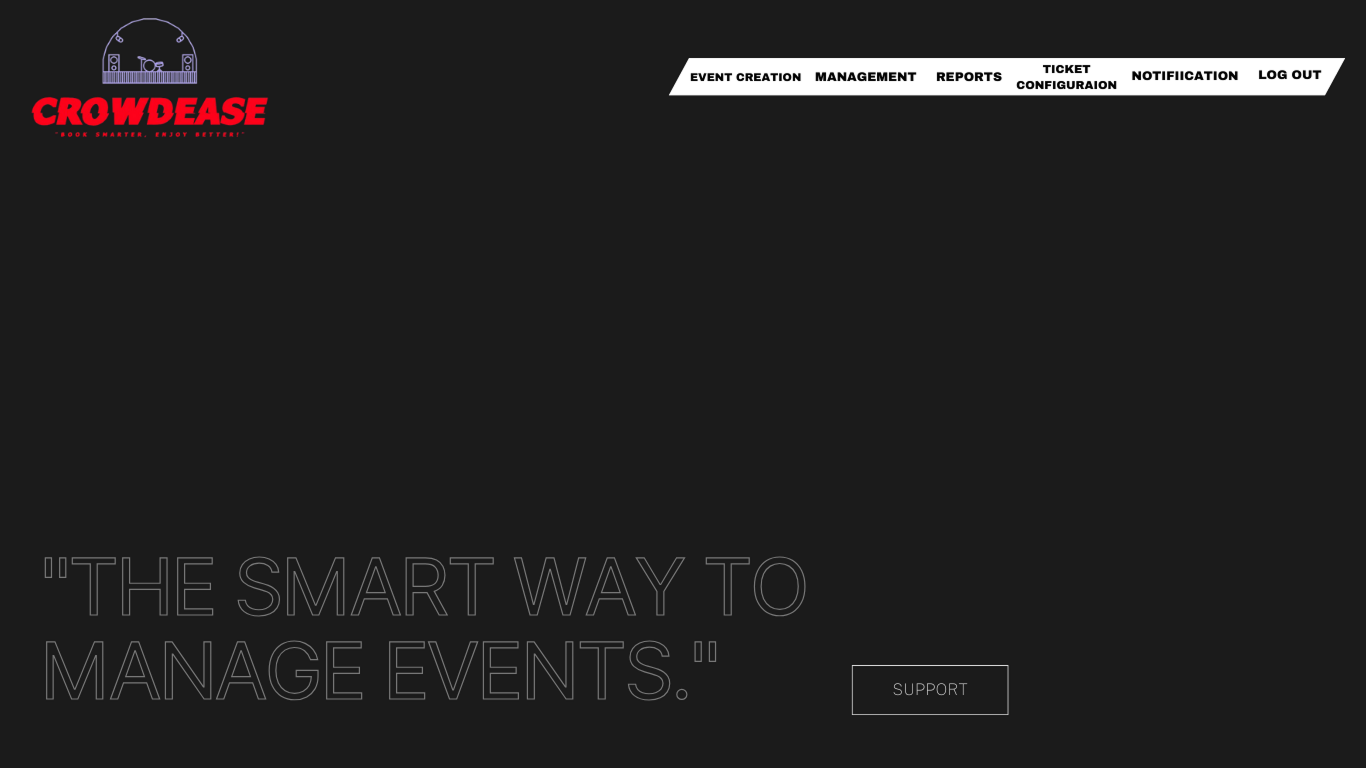 CROWDEASE
"BOOK SMARTER, ENJOY BETTER!"
EVENT CREATION
MANAGEMENT
REPORTS
TICKET
CONFIGURAION
NOTIFIICATION
LOG OUT
"THE SMART WAY TO
MANAGE EVENTS."
SUPPORT